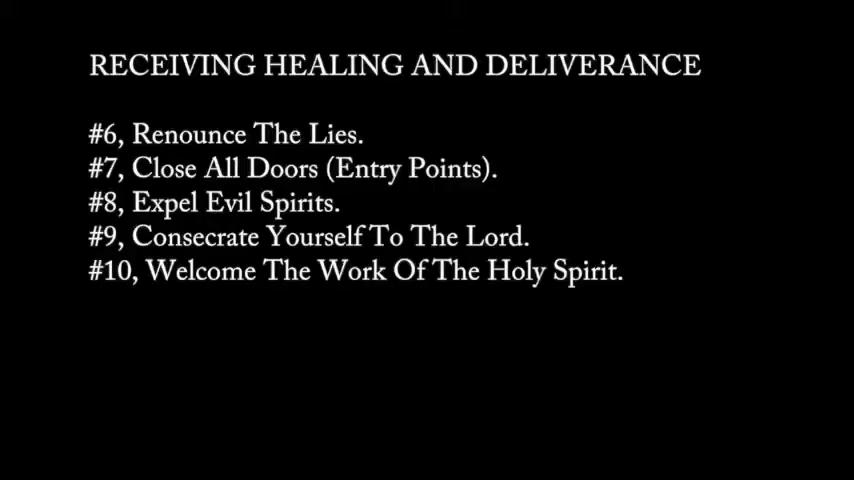 RECEIVING HEALING AND DELIVERANCE
#6, Renounce The Lies.
#7, Close All Doors (Entry Points).
#8, Expel Evil Spirits.
#9, Consecrate Yourself To The Lord.
#10, Welcome The Work Of The Holy Spirit.